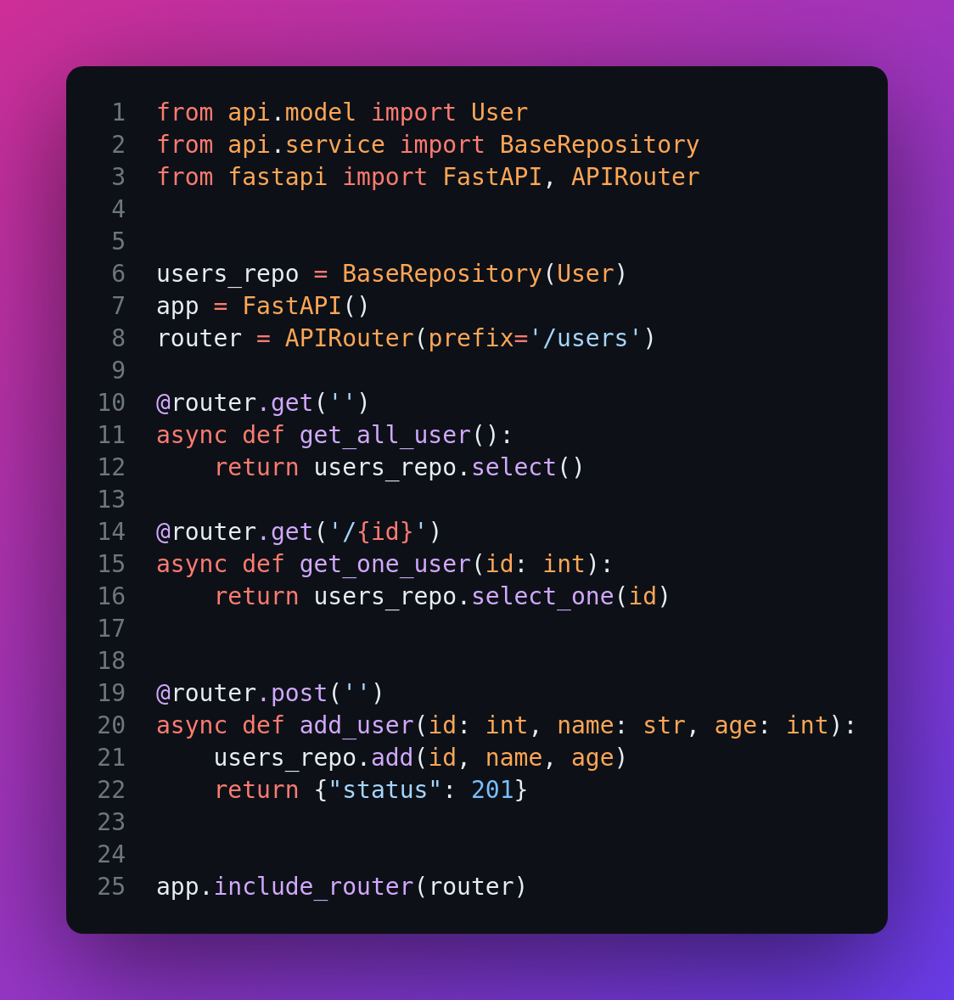 1 from api.model import User
2 from api.service import BaseRepository
3 from fastapi import FastAPI, APIRouter
4
5
6 users_repo = BaseRepository(User)
7 app = FastAPI()
8 router = APIRouter(prefix='/users')
9
10 @router.get('')
11 async def get_all_user():
12     return users_repo.select()
13
14 @router.get('/{id}')
15 async def get_one_user(id: int):
16     return users_repo.select_one(id)
17
18
19 @router.post('')
20 async def add_user(id: int, name: str, age: int):
21     users_repo.add(id, name, age)
22     return {"status": 201}
23
24
25 app.include_router(router)